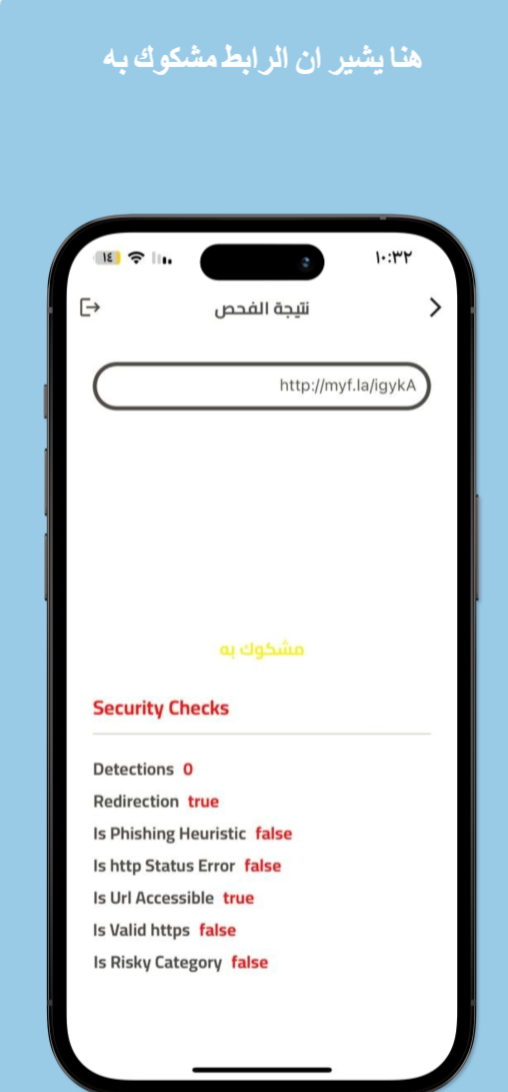 هنا يشير ان الرابط مشكوك به
١٠:٣٢
١٤
نتيجة الفحص
http://myf.la/igykA
مشكوك به
Security Checks
Detections 0
Redirection true
Is Phishing Heuristic false
Is http Status Error false
Is Url Accessible true
Is Valid https false
Is Risky Category false